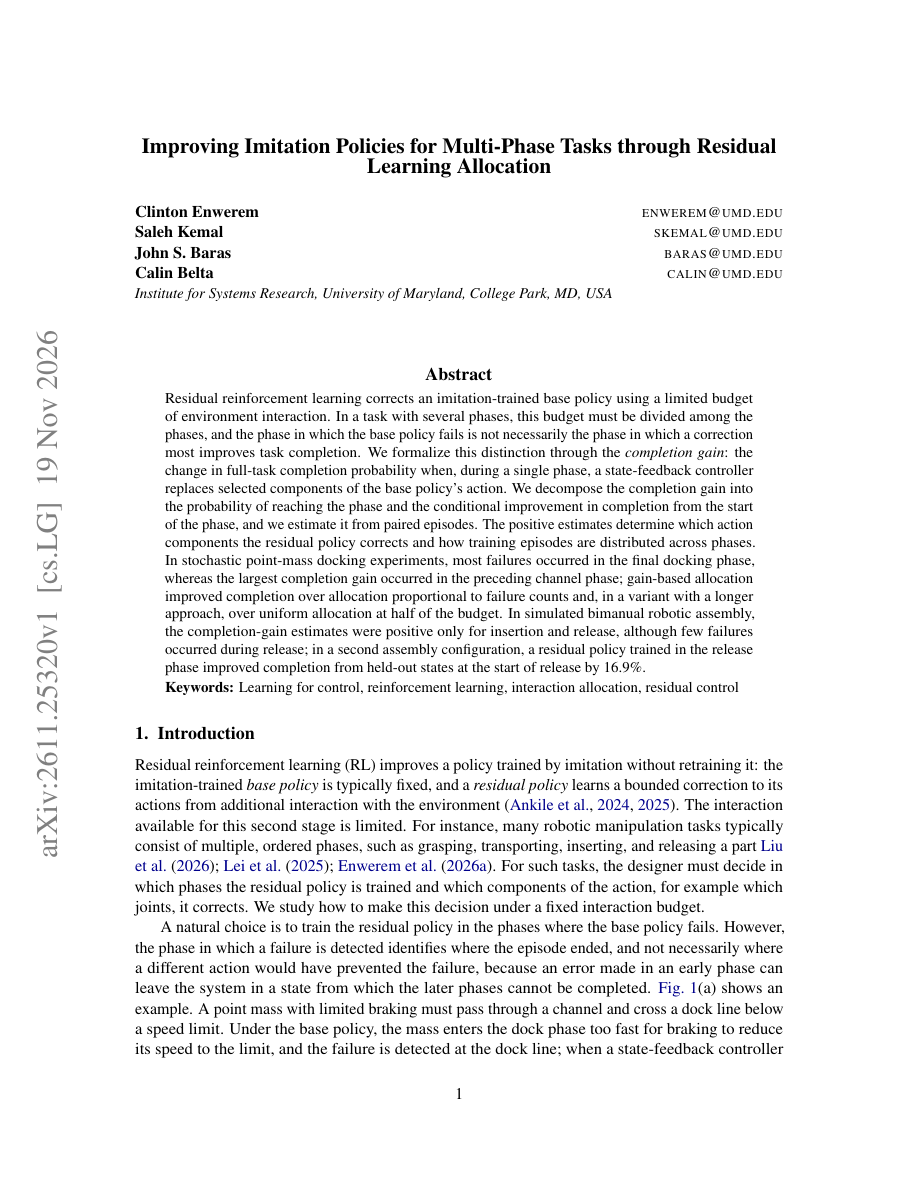 Improving Imitation Policies for Multi-Phase Tasks through Residual
Learning Allocation
Clinton Enwerem ENWEREM@UMD.EDU
Saleh Kemal SKEMAL@UMD.EDU
John S. Baras BARAS@UMD.EDU
Calin Belta CALIN@UMD.EDU
Institute for Systems Research, University of Maryland, College Park, MD, USA
arXiv:2611.25320v1 [cs.LG] 19 Nov 2026
Abstract
Residual reinforcement learning corrects an imitation-trained base policy using a limited budget
of environment interaction. In a task with several phases, this budget must be divided among the
phases, and the phase in which the base policy fails is not necessarily the phase in which a correction
most improves task completion. We formalize this distinction through the completion gain: the
change in full-task completion probability when, during a single phase, a state-feedback controller
replaces selected components of the base policy's action. We decompose the completion gain into
the probability of reaching the phase and the conditional improvement in completion from the start
of the phase, and we estimate it from paired episodes. The positive estimates determine which action
components the residual policy corrects and how training episodes are distributed across phases.
In stochastic point-mass docking experiments, most failures occurred in the final docking phase,
whereas the largest completion gain occurred in the preceding channel phase; gain-based allocation
improved completion over allocation proportional to failure counts and, in a variant with a longer
approach, over uniform allocation at half of the budget. In simulated bimanual robotic assembly,
the completion-gain estimates were positive only for insertion and release, although few failures
occurred during release; in a second assembly configuration, a residual policy trained in the release
phase improved completion from held-out states at the start of release by 16.9%.
Keywords: Learning for control, reinforcement learning, interaction allocation, residual control
1. Introduction
Residual reinforcement learning (RL) improves a policy trained by imitation without retraining it: the
imitation-trained base policy is typically fixed, and a residual policy learns a bounded correction to its
actions from additional interaction with the environment (Ankile et al., 2024, 2025). The interaction
available for this second stage is limited. For instance, many robotic manipulation tasks typically
consist of multiple, ordered phases, such as grasping, transporting, inserting, and releasing a part Liu
et al. (2026); Lei et al. (2025); Enwerem et al. (2026a). For such tasks, the designer must decide in
which phases the residual policy is trained and which components of the action, for example which
joints, it corrects. We study how to make this decision under a fixed interaction budget.
A natural choice is to train the residual policy in the phases where the base policy fails. However,
the phase in which a failure is detected identifies where the episode ended, and not necessarily where
a different action would have prevented the failure, because an error made in an early phase can
leave the system in a state from which the later phases cannot be completed. Fig. 1(a) shows an
example. A point mass with limited braking must pass through a channel and cross a dock line below
a speed limit. Under the base policy, the mass enters the dock phase too fast for braking to reduce
its speed to the limit, and the failure is detected at the dock line; when a state-feedback controller
1